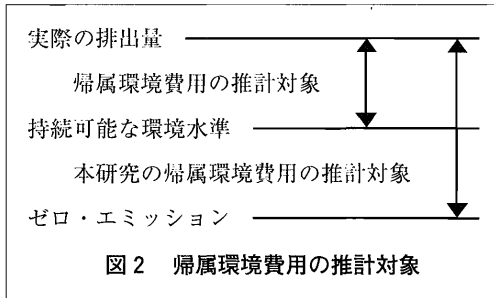 実際の排出量
帰属環境費用の推計対象
持続可能な環境水準
本研究の帰属環境費用の推計対象
ゼロ・エミッション
図2 帰属環境費用の推計対象